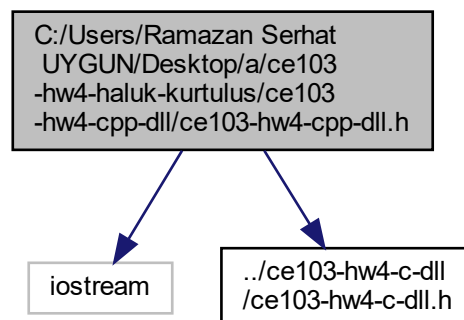 C:/Users/Ramazan Serhat
UYGUN/Desktop/a/ce103
-hw4-haluk-kurtulus/ce103
-hw4-cpp-dll/ce103-hw4-cpp-dll.h
iostream
../ce103-hw4-c-dll
/ce103-hw4-c-dll.h